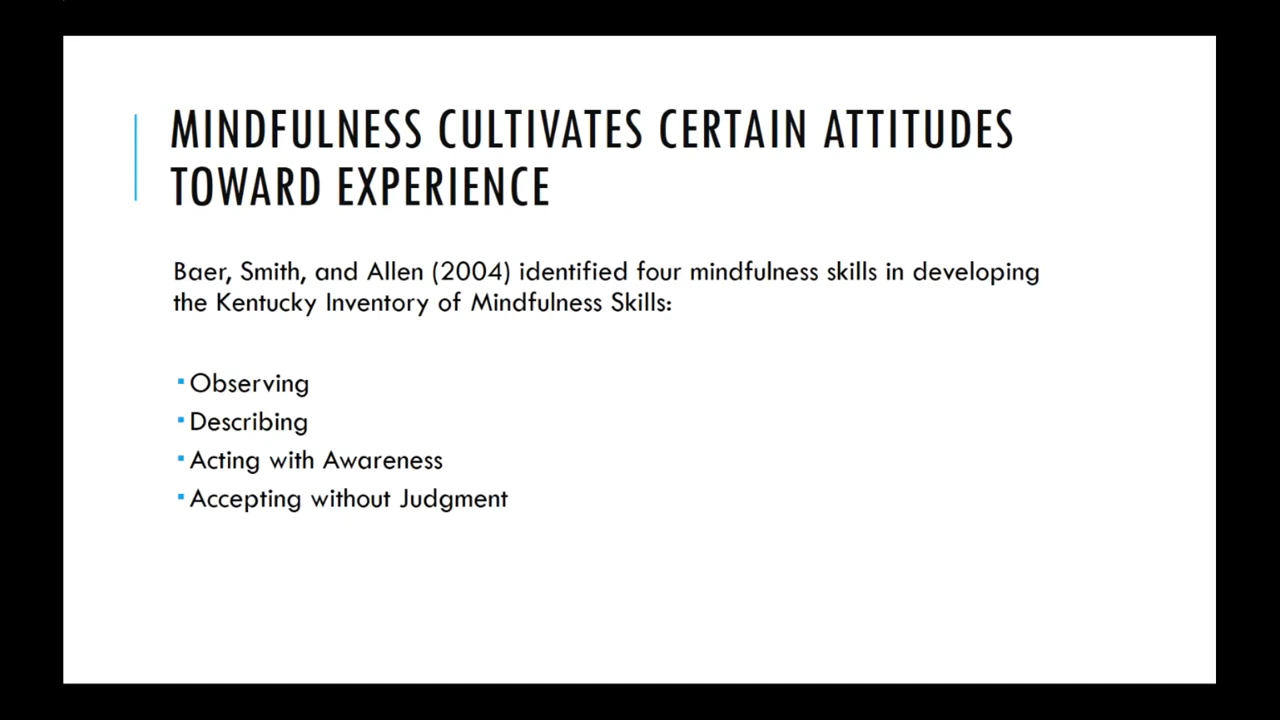 MINDFULNESS CULTIVATES CERTAIN ATTITUDES
TOWARD EXPERIENCE
Baer, Smith, and Allen (2004) identified four mindfulness skills in developing
the Kentucky Inventory of Mindfulness Skills:
▪ Observing
▪ Describing
▪ Acting with Awareness
▪ Accepting without Judgment